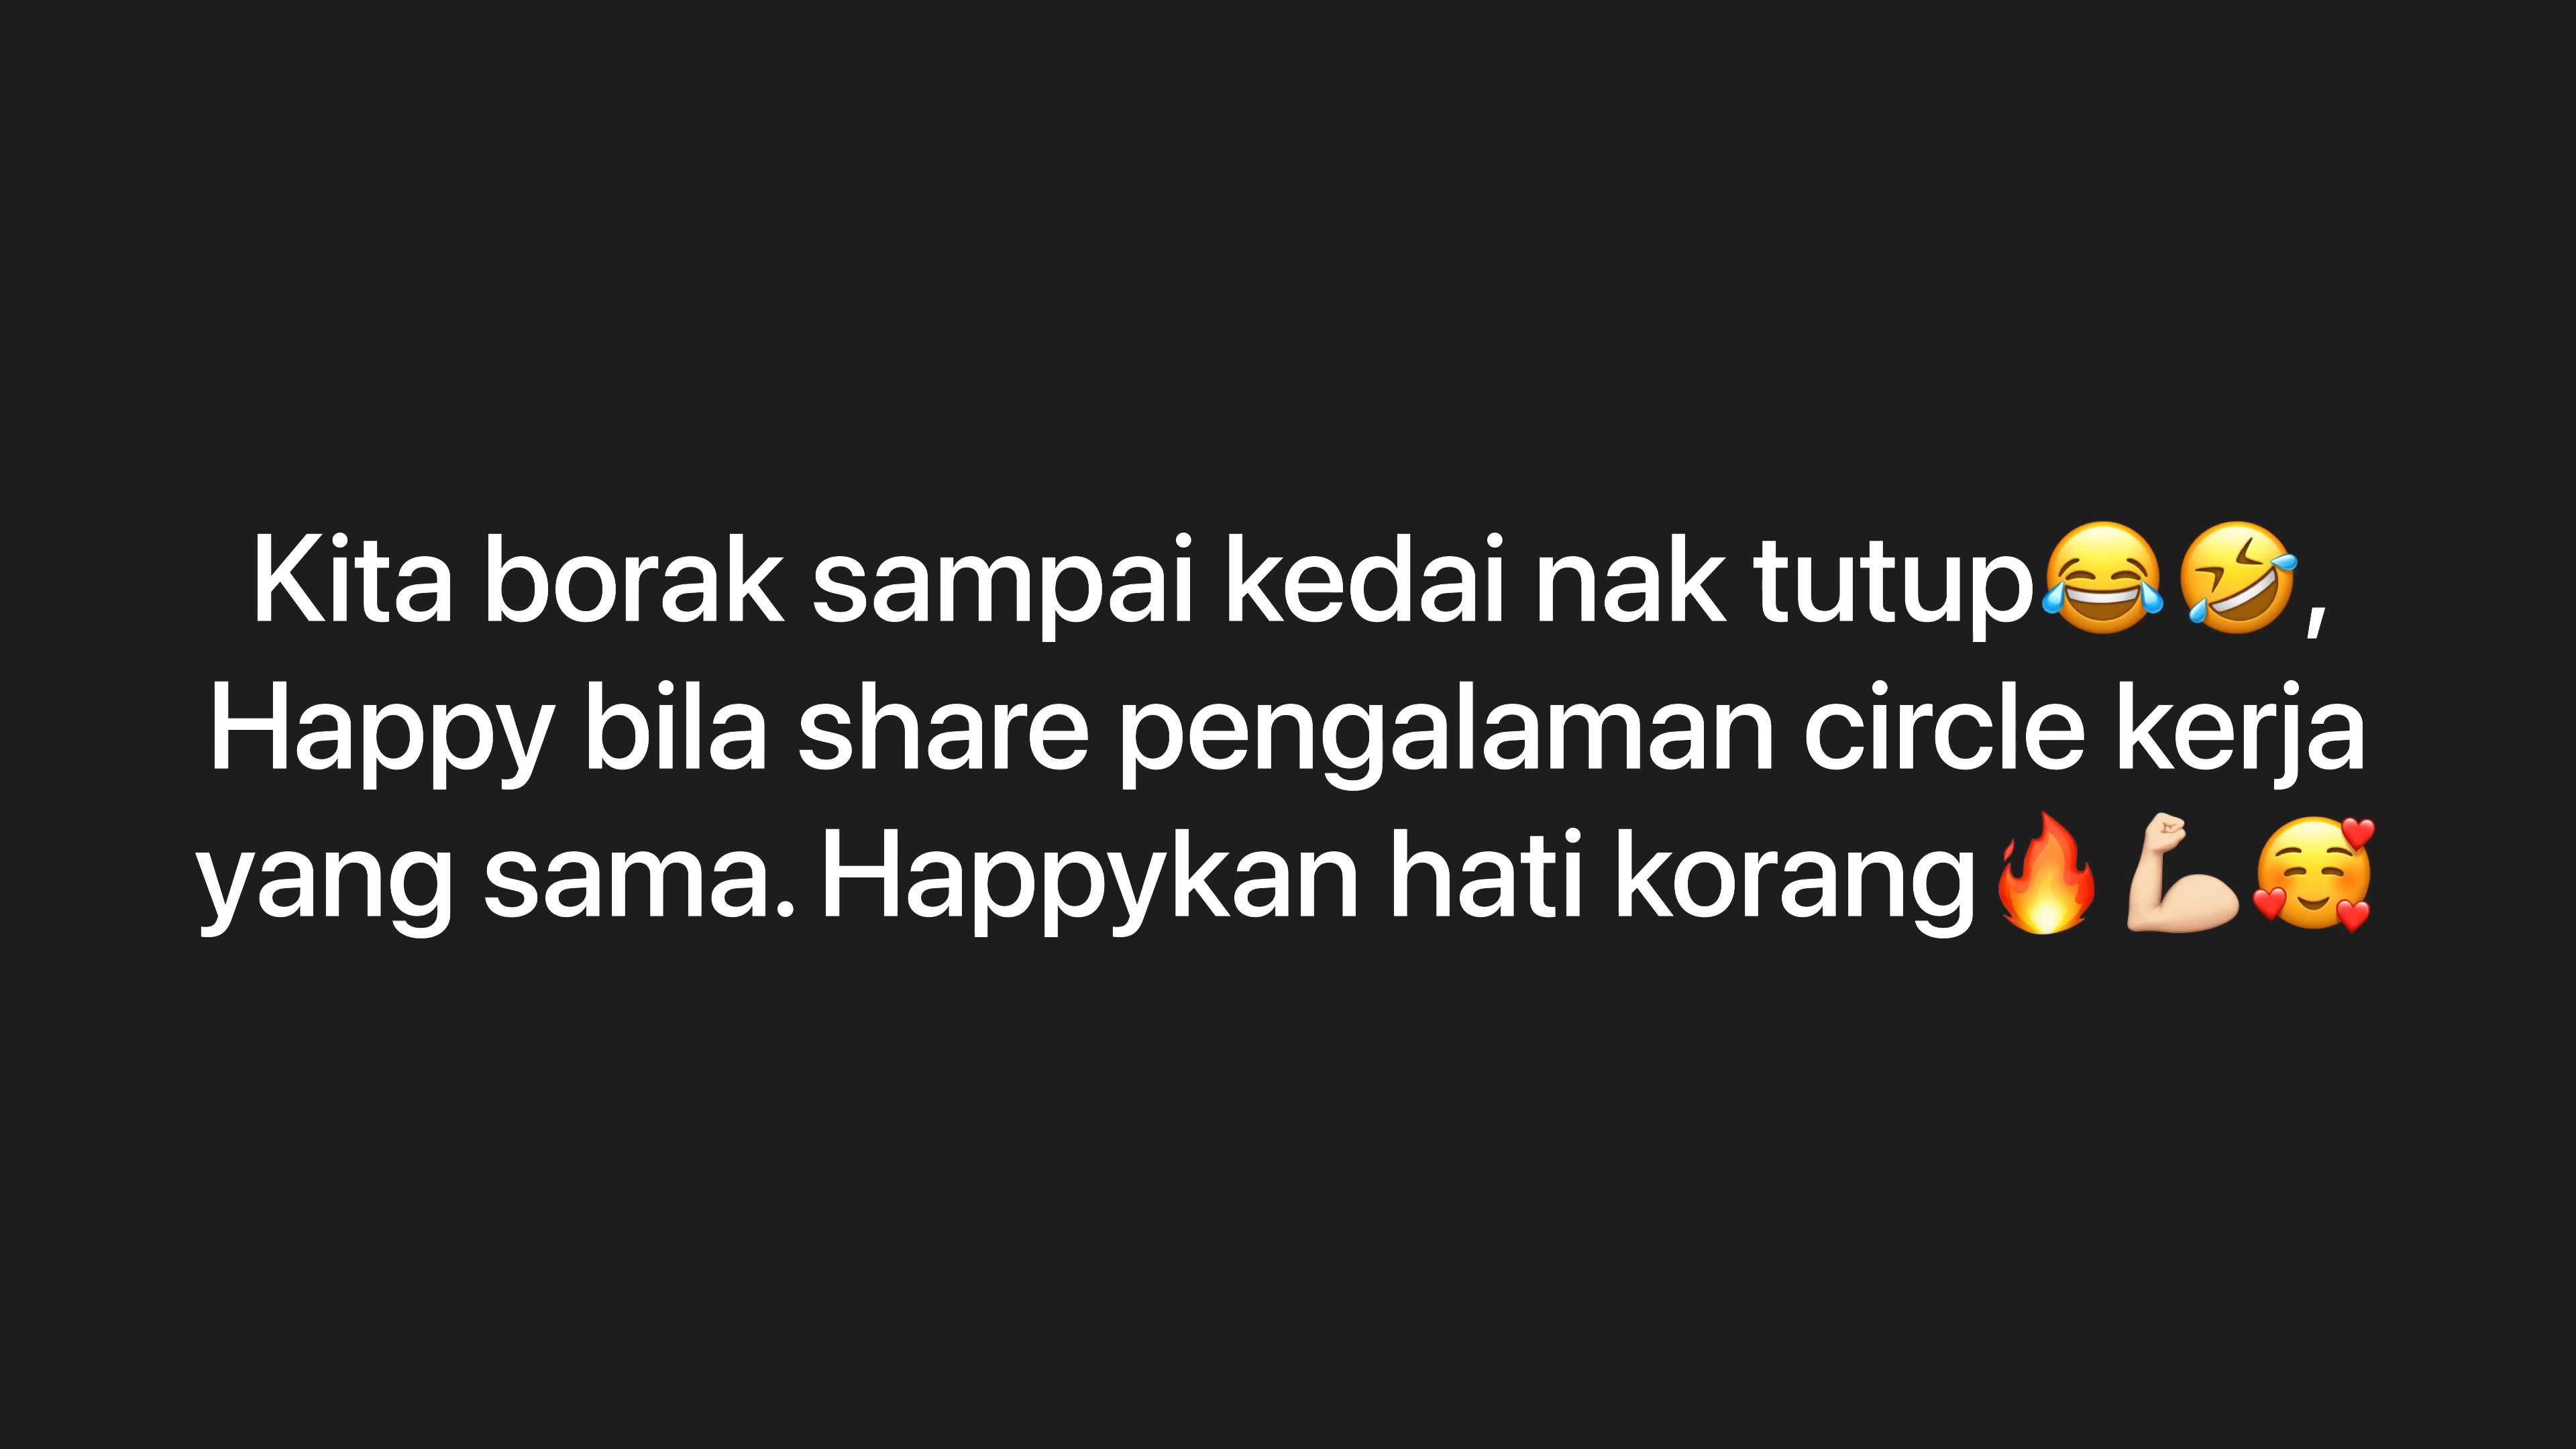 Kita borak sampai kedai nak tutup😂🤣,
Happy bila share pengalaman circle kerja
yang sama. Happykan hati korang🔥💪🏻🥰